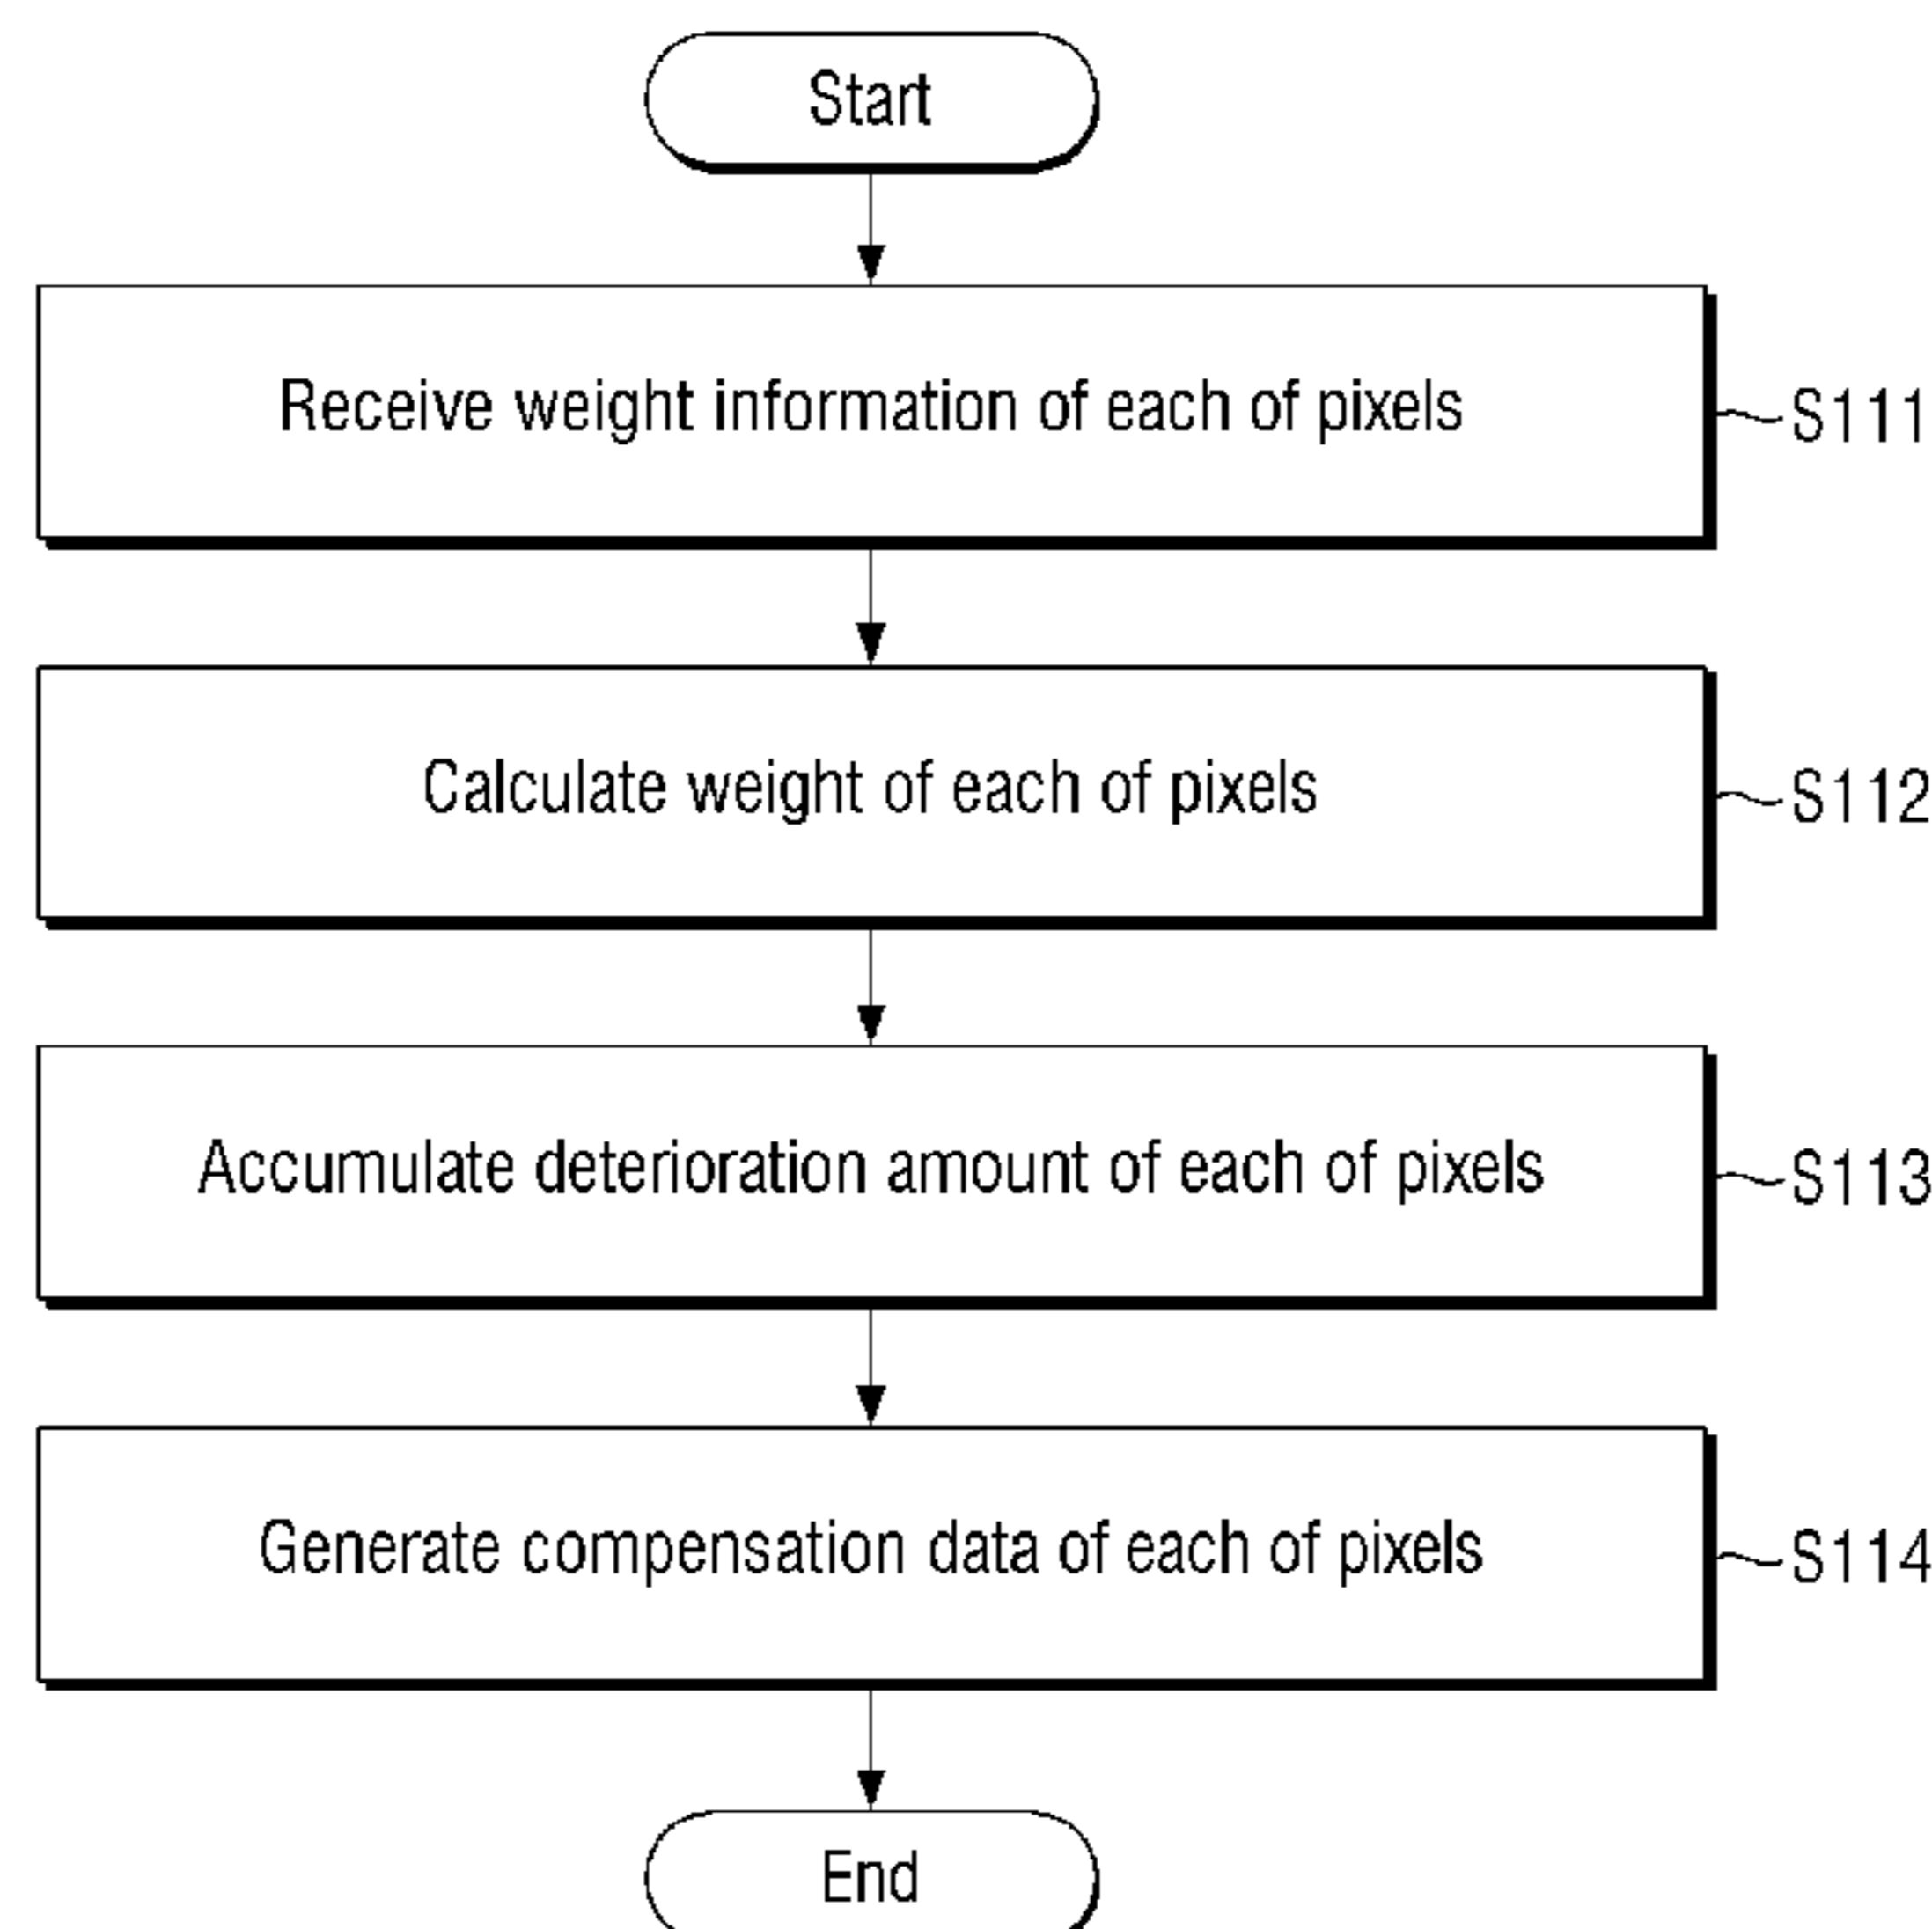 Start
Receive weight information of each of pixels
S111
Calculate weight of each of pixels
S112
Accumulate deterioration amount of each of pixels
S113
Generate compensation data of each of pixels
S114
End